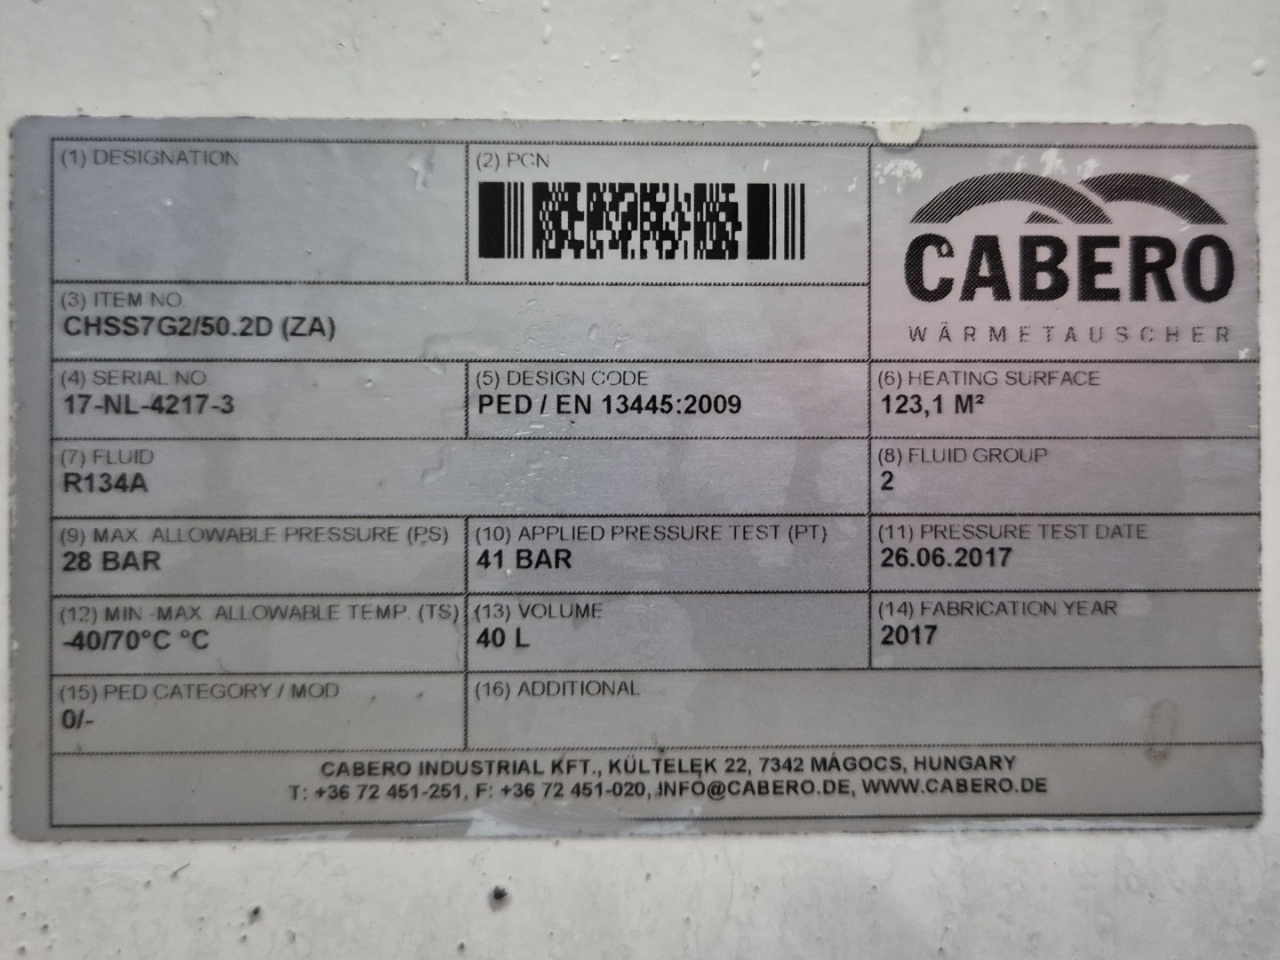 (1) DESIGNATION
(2) PCN
CABERO
WÄRMETAUSCHER
(3) ITEM NO.
CHSS7G2/50.2D (ZA)
(4) SERIAL NO.
17-NL-4217-3
(5) DESIGN CODE
PED / EN 13445:2009
(6) HEATING SURFACE
123,1 M²
(7) FLUID
R134A
(8) FLUID GROUP
2
(9) MAX. ALLOWABLE PRESSURE (PS)
28 BAR
(10) APPLIED PRESSURE TEST (PT)
41 BAR
(11) PRESSURE TEST DATE
26.06.2017
(12) MIN -MAX. ALLOWABLE TEMP. (TS)
-40/70°C °C
(13) VOLUME
40 L
(14) FABRICATION YEAR
2017
(15) PED CATEGORY / MOD
0/-
(16) ADDITIONAL
CABERO INDUSTRIAL KFT., KÜLTELEK 22, 7342 MÁGOCS, HUNGARY
T: +36 72 451-251, F: +36 72 451-020, INFO@CABERO.DE, WWW.CABERO.DE